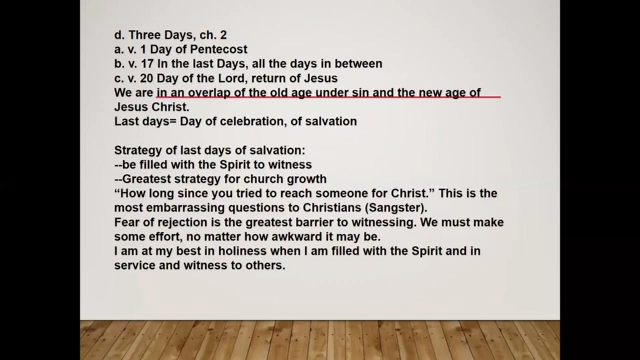 d. Three Days, ch. 2
a. v. 1 Day of Pentecost
b. v. 17 In the last Days, all the days in between
c. v. 20 Day of the Lord, return of Jesus
We are in an overlap of the old age under sin and the new age of
Jesus Christ.
Last days= Day of celebration, of salvation
Strategy of last days of salvation:
--be filled with the Spirit to witness
--Greatest strategy for church growth
“How long since you tried to reach someone for Christ.” This is the
most embarrassing questions to Christians (Sangster).
Fear of rejection is the greatest barrier to witnessing. We must make
some effort, no matter how awkward it may be.
I am at my best in holiness when I am filled with the Spirit and in
service and witness to others.